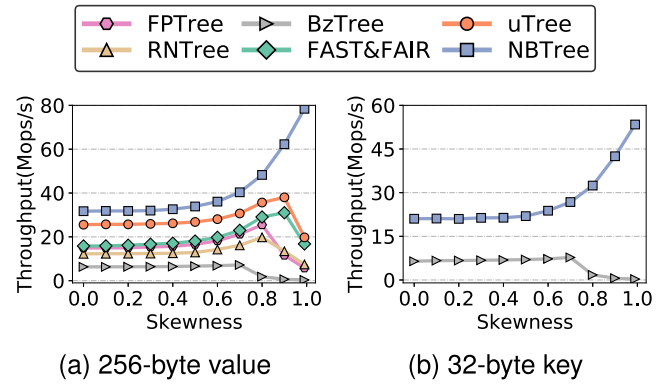 FPTree BzTree uTree
RNTree FAST&FAIR NBTree
Throughput(Mops/s)
80
60
40
20
0
0.0 0.2 0.4 0.6 0.8 1.0
Skewness
(a) 256-byte value
Throughput(Mops/s)
60
45
30
15
0
0.0 0.2 0.4 0.6 0.8 1.0
Skewness
(b) 32-byte key